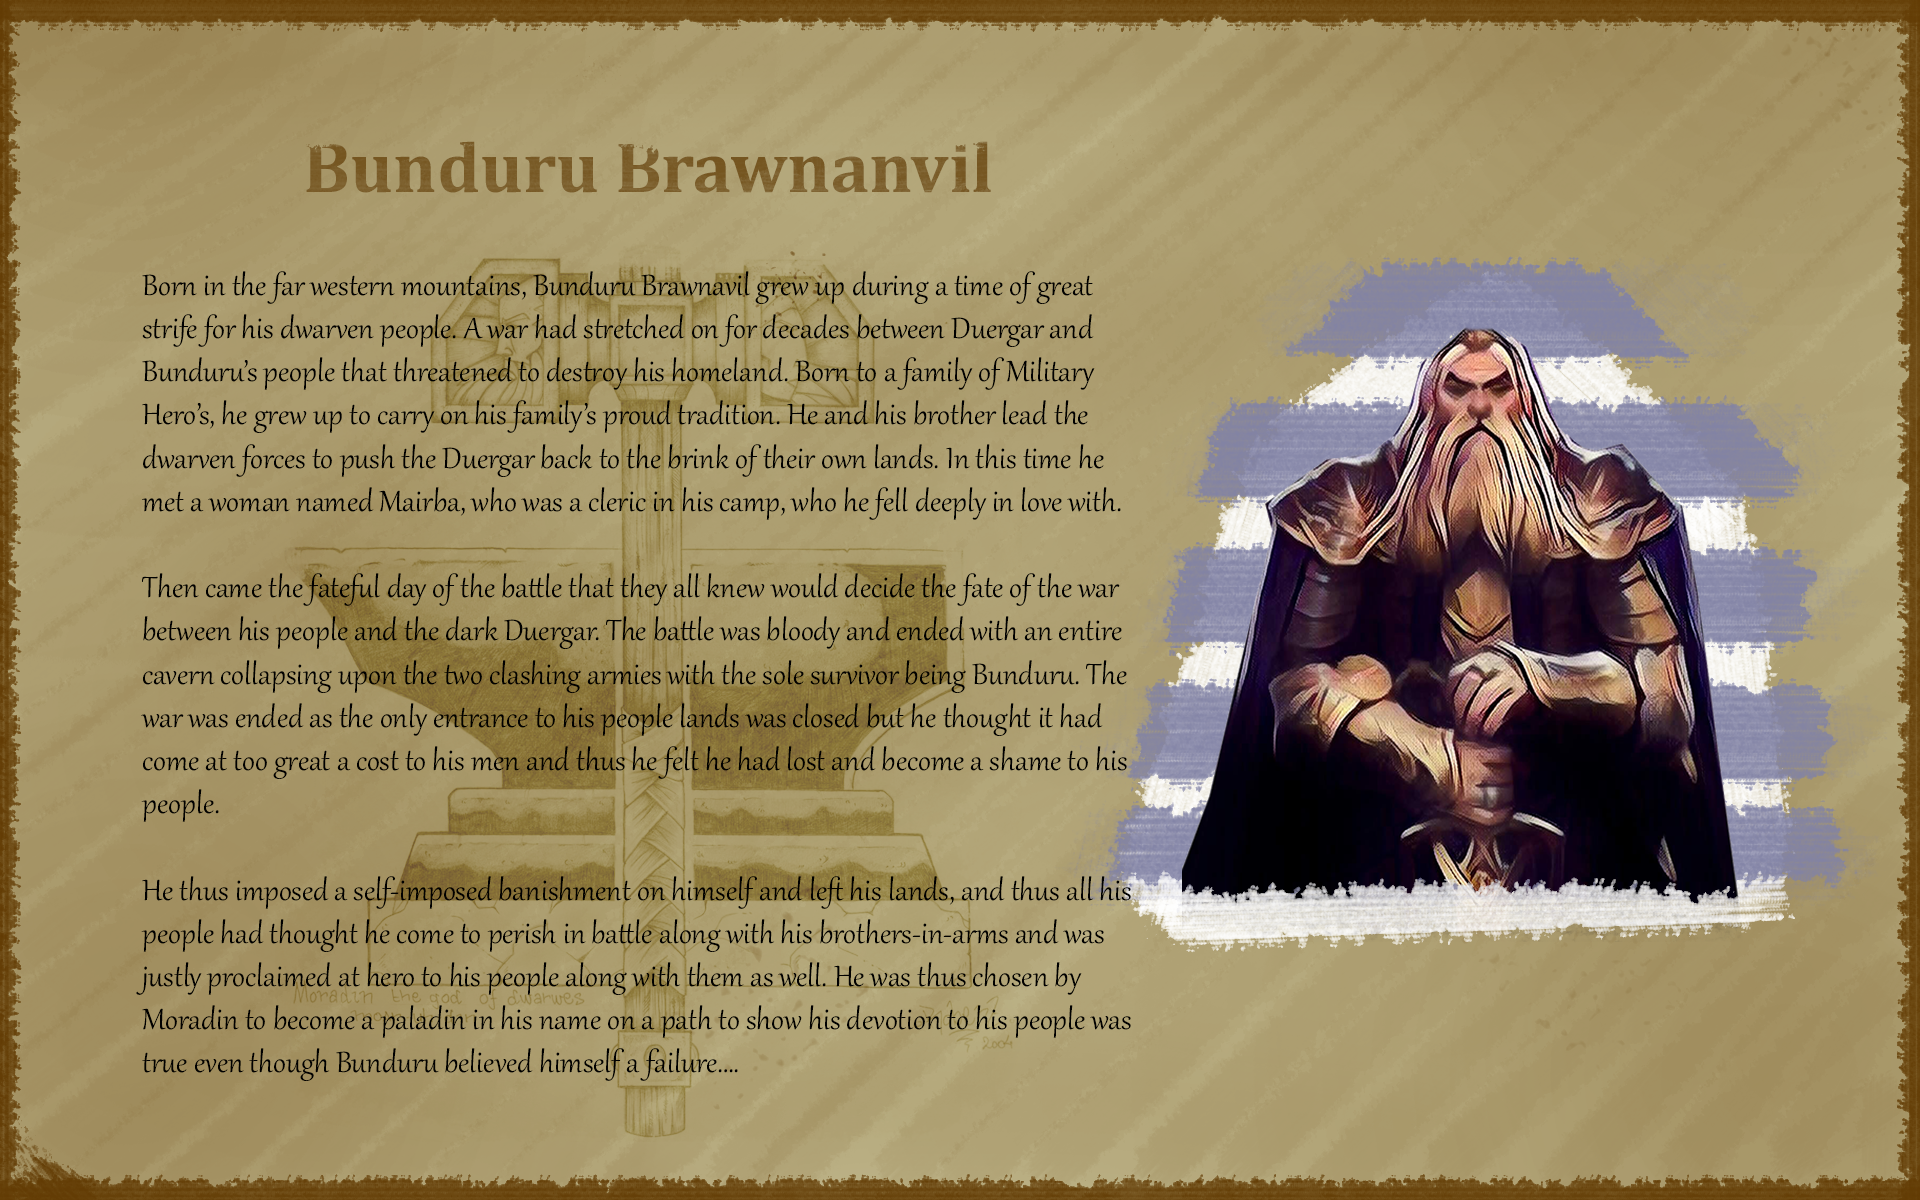 Bunduru Brawnanvil
Born in the far western mountains, Bunduru Brawnavil grew up during a time of great
strife for his dwarven people. A war had stretched on for decades between Duergar and
Bunduru's people that threatened to destroy his homeland. Born to a family of Military
Hero's, he grew up to carry on his family's proud tradition. He and his brother lead the
dwarven forces to push the Duergar back to the brink of their own lands. In this time he
met a woman named Mairba, who was a cleric in his camp, who he fell deeply in love with.
Then came the fateful day of the battle that they all knew would decide the fate of the war
between his people and the dark Duergar. The battle was bloody and ended with an entire
cavern collapsing upon the two clashing armies with the sole survivor being Bunduru. The
war was ended as the only entrance to his people lands was closed but he thought it had
come at too great a cost to his men and thus he felt he had lost and become a shame to his
people.
He thus imposed a self-imposed banishment on himself and left his lands, and thus all his
people had thought he come to perish in battle along with his brothers-in-arms and was
justly proclaimed at hero to his people along with them as well. He was thus chosen by
Moradin the god of dwarves
Moradin to become a paladin in his name on a path to show his devotion to his people was
2004
true even though Bunduru believed himself a failure....